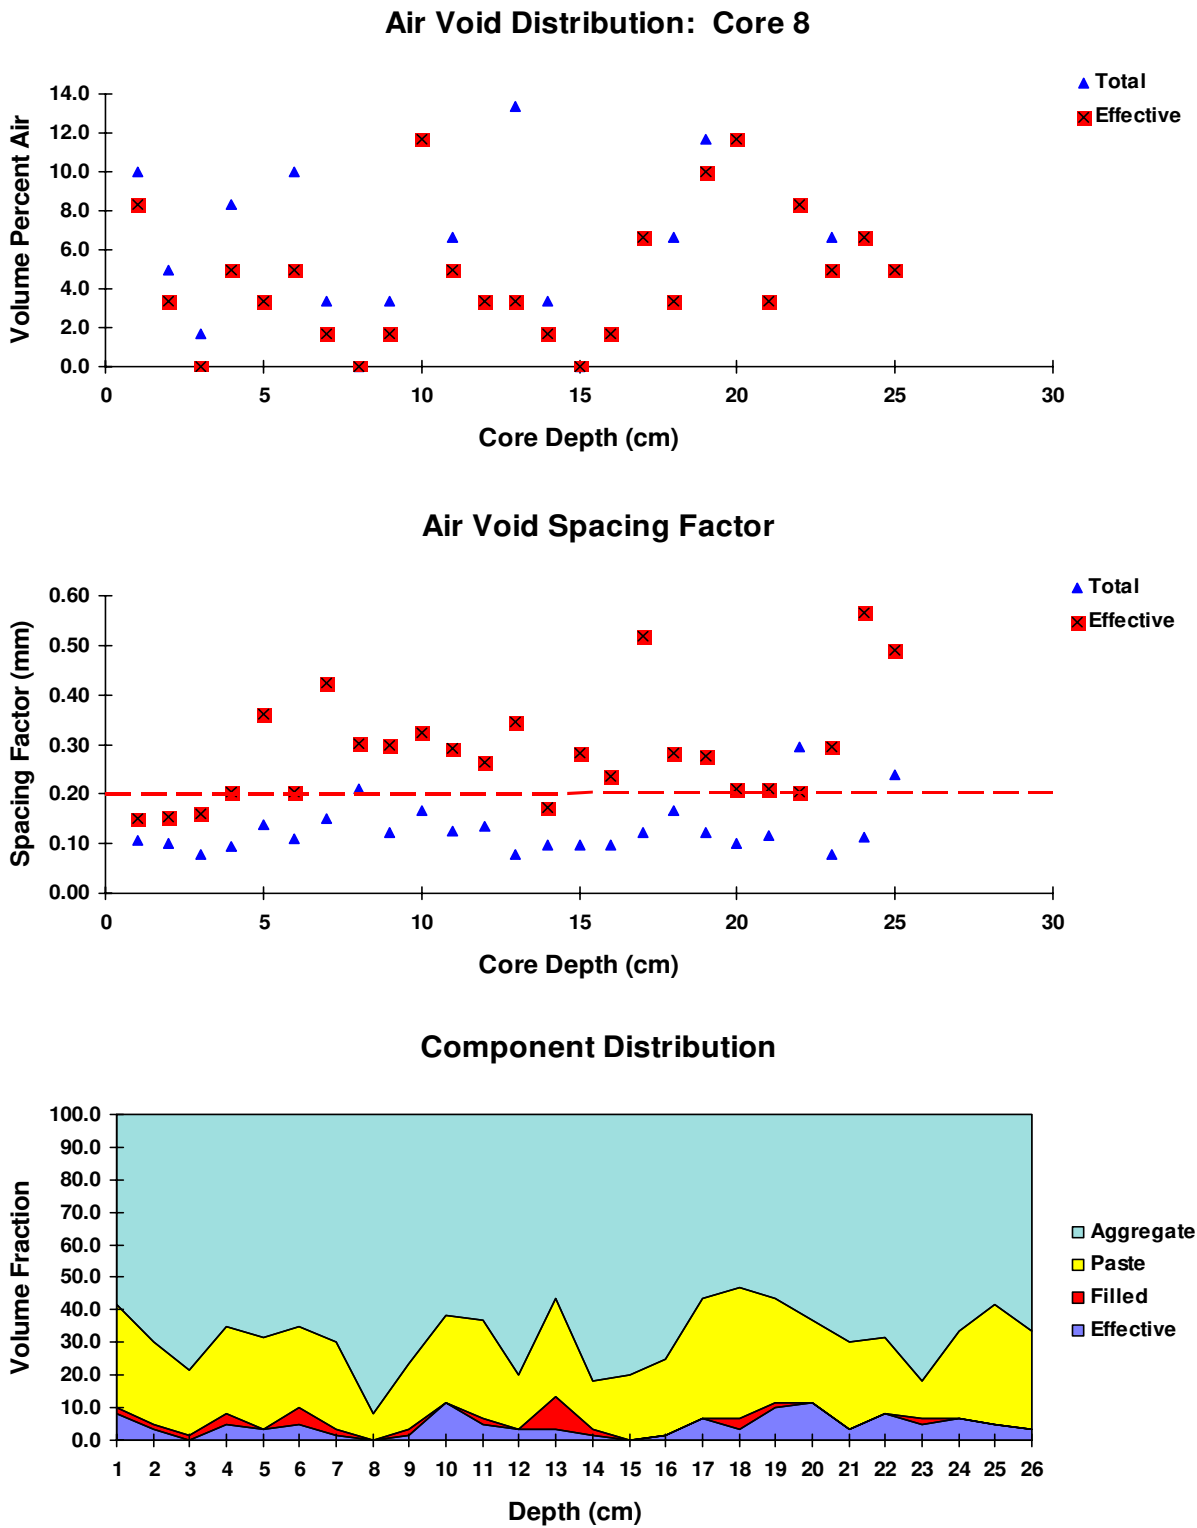 Air Void Distribution:  Core 8
Total
Effective
Volume Percent Air
14.0
12.0
10.0
8.0
6.0
4.0
2.0
0.0
0 5 10 15 20 25 30
Core Depth (cm)
Air Void Spacing Factor
Total
Effective
Spacing Factor (mm)
0.60
0.50
0.40
0.30
0.20
0.10
0.00
0 5 10 15 20 25 30
Core Depth (cm)
Component Distribution
Volume Fraction
100.0
90.0
80.0
70.0
60.0
50.0
40.0
30.0
20.0
10.0
0.0
Aggregate
Paste
Filled
Effective
1 2 3 4 5 6 7 8 9 10 11 12 13 14 15 16 17 18 19 20 21 22 23 24 25 26
Depth (cm)